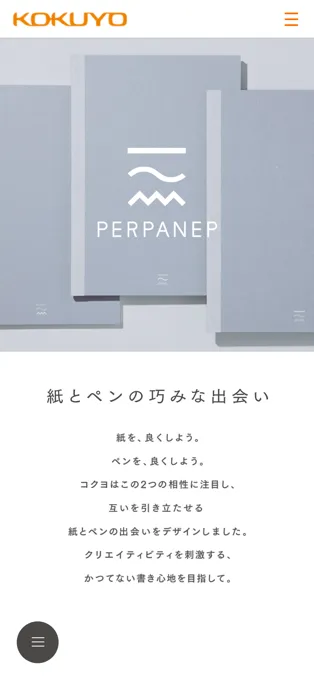 KOKUYO
PERPANEP
紙とペンの巧みな出会い
紙を、良くしよう。
ペンを、良くしよう。
コクヨはこの2つの相性に注目し、
互いを引き立たせる
紙とペンの出会いをデザインしました。
クリエイティビティを刺激する、
かつてない書き心地を目指して。